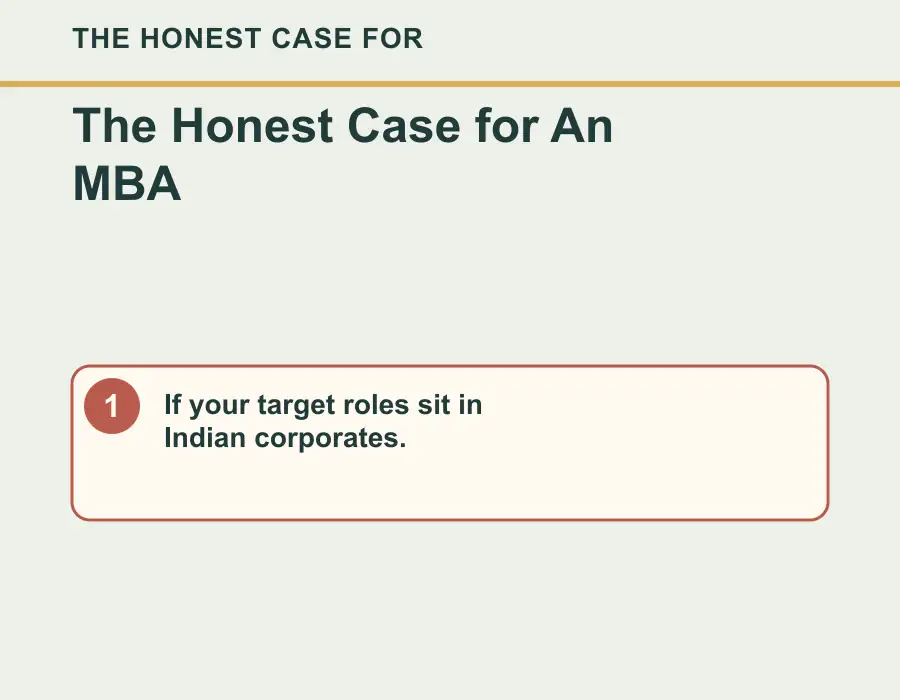 THE HONEST CASE FOR
The Honest Case for An
MBA
1
If your target roles sit in
Indian corporates.